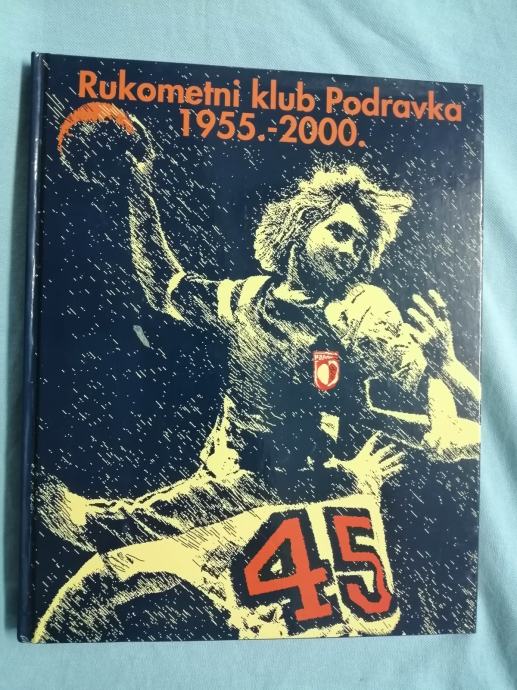 Rukometni klub Podravka
1955.-2000.
45